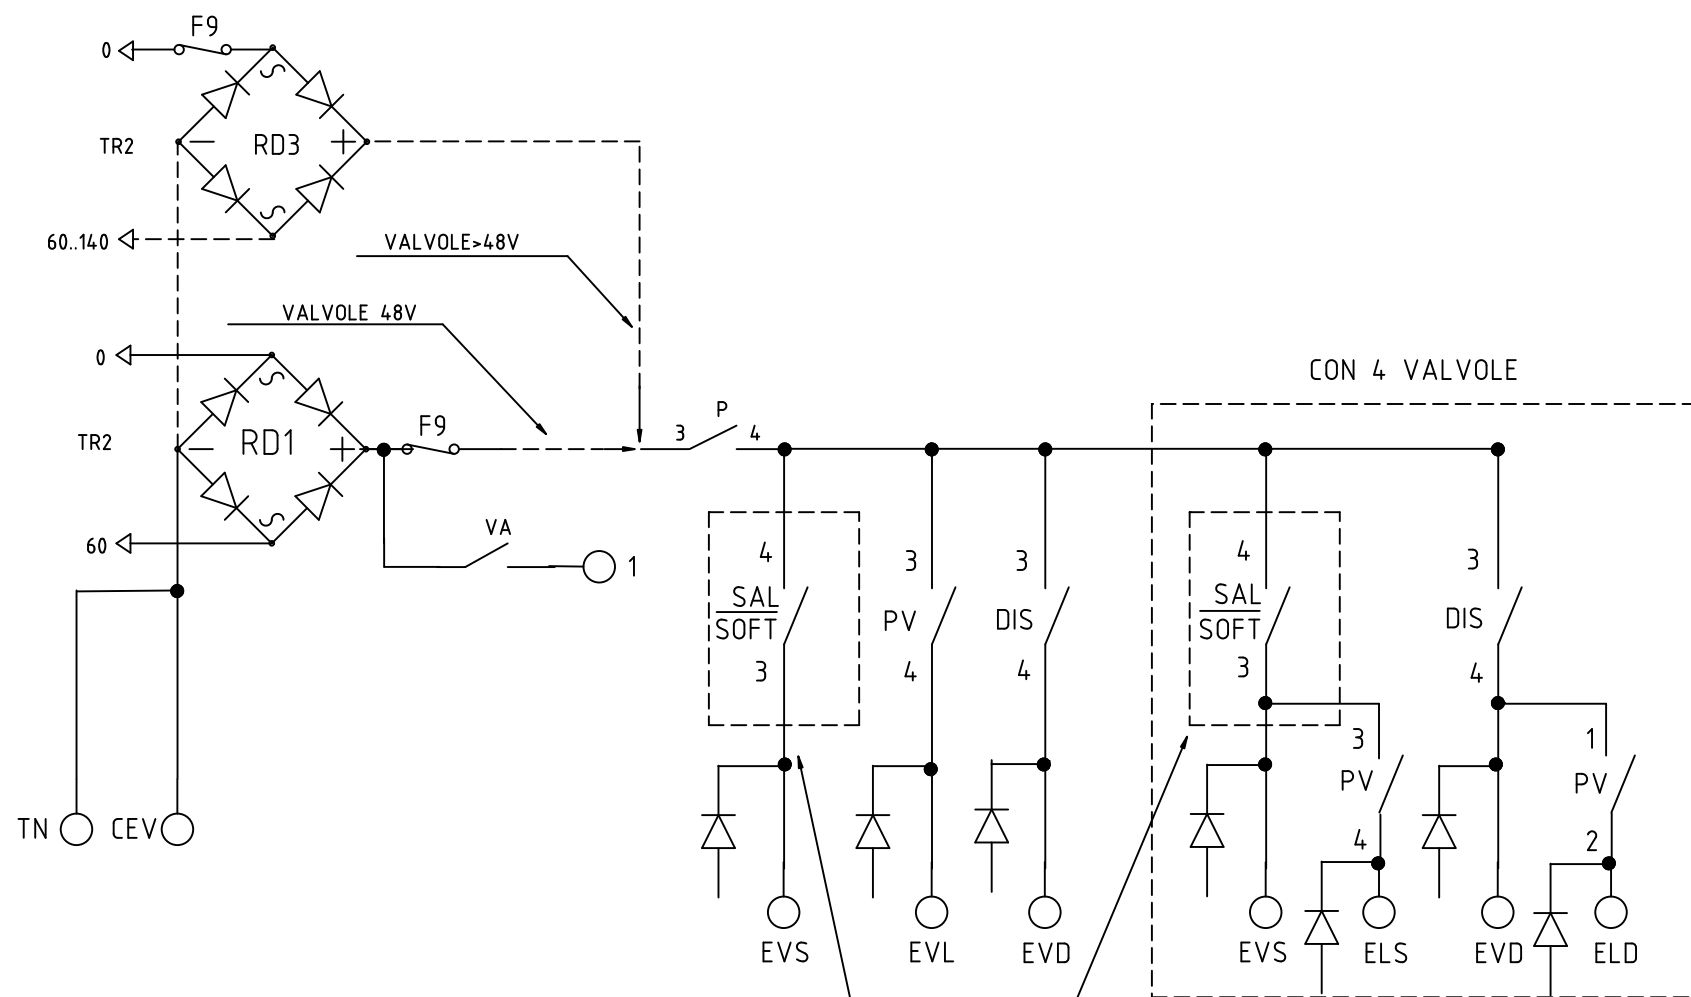 F9
0
TR2
RD3
60..140
VALVOLE>48V
VALVOLE 48V
0
CON 4 VALVOLE
TR2
RD1
F9
3
P
4
60
VA
1
4
SAL
SOFT
3
3
PV
4
3
DIS
4
4
SAL
SOFT
3
3
DIS
4
3
PV
4
1
PV
2
TN
CEV
EVS
EVL
EVD
EVS
ELS
EVD
ELD